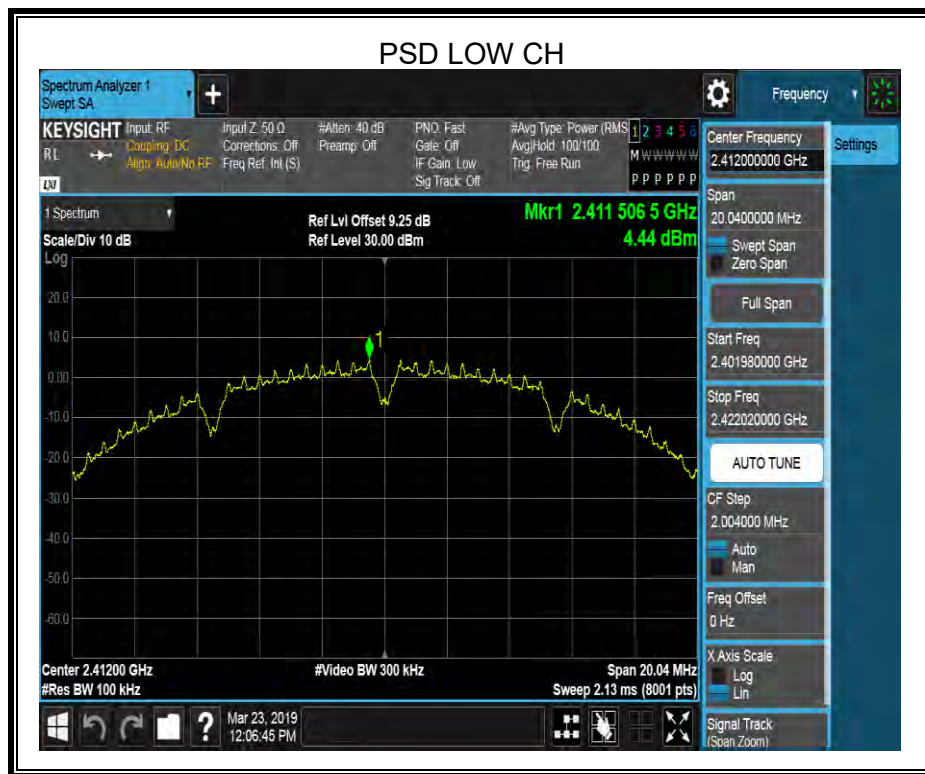 PSD LOW CH
Spectrum Analyzer 1
Swept SA
+
Frequency
KEYSIGHT
RL
LXI
Input: RF
Coupling: DC
Align: Auto/No RF
Input Z: 50 Ω
Corrections: Off
Freq Ref: Int (S)
#Atten: 40 dB
Preamp: Off
PNO: Fast
Gate: Off
IF Gain: Low
Sig Track: Off
#Avg Type: Power (RMS
Avg|Hold: 100/100
Trig: Free Run
1 2 3 4 5 6
M W W W W W
P P P P P P
1 Spectrum
Scale/Div 10 dB
Ref Lvl Offset 9.25 dB
Ref Level 30.00 dBm
Mkr1 2.411 506 5 GHz
4.44 dBm
Log
20.0
10.0
0.00
-10.0
-20.0
-30.0
-40.0
-50.0
-60.0
1
Center 2.41200 GHz
#Res BW 100 kHz
#Video BW 300 kHz
Span 20.04 MHz
Sweep 2.13 ms (8001 pts)
?
Mar 23, 2019
12:06:45 PM
Center Frequency
2.412000000 GHz
Settings
Span
20.0400000 MHz
Swept Span
Zero Span
Full Span
Start Freq
2.401980000 GHz
Stop Freq
2.422020000 GHz
AUTO TUNE
CF Step
2.004000 MHz
Auto
Man
Freq Offset
0 Hz
X Axis Scale
Log
Lin
Signal Track
(Span Zoom)